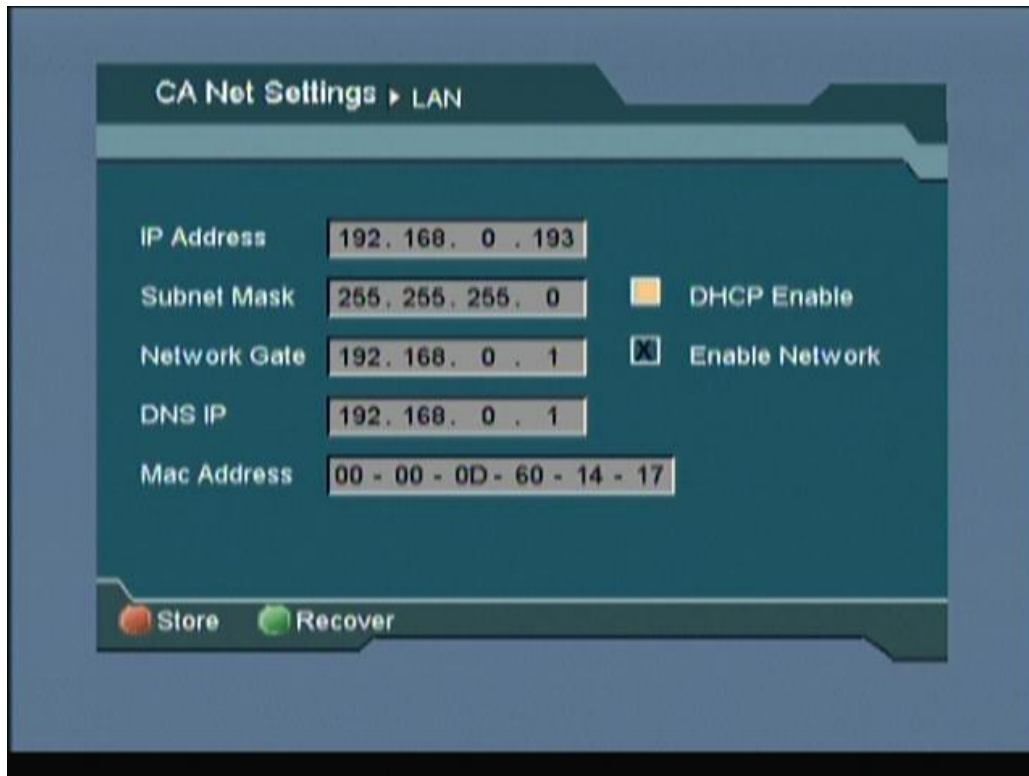 CA Net Settings ▸ LAN
IP Address 192. 168. 0 . 193
Subnet Mask 255. 255. 255. 0 DHCP Enable
Network Gate 192. 168. 0 . 1 X Enable Network
DNS IP 192. 168. 0 . 1
Mac Address 00 - 00 - 0D - 60 - 14 - 17
Store Recover